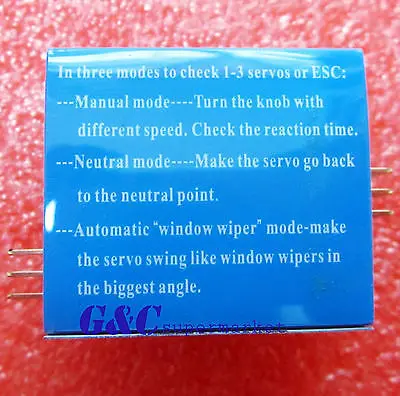 In three modes to check 1-3 servos or ESC:
---Manual mode----Turn the knob with
different speed. Check the reaction time.
---Neutral mode----Make the servo go back
to the neutral point.
---Automatic “window wiper” mode-make
the servo swing like window wipers in
the biggest angle.
G&C
supermarket